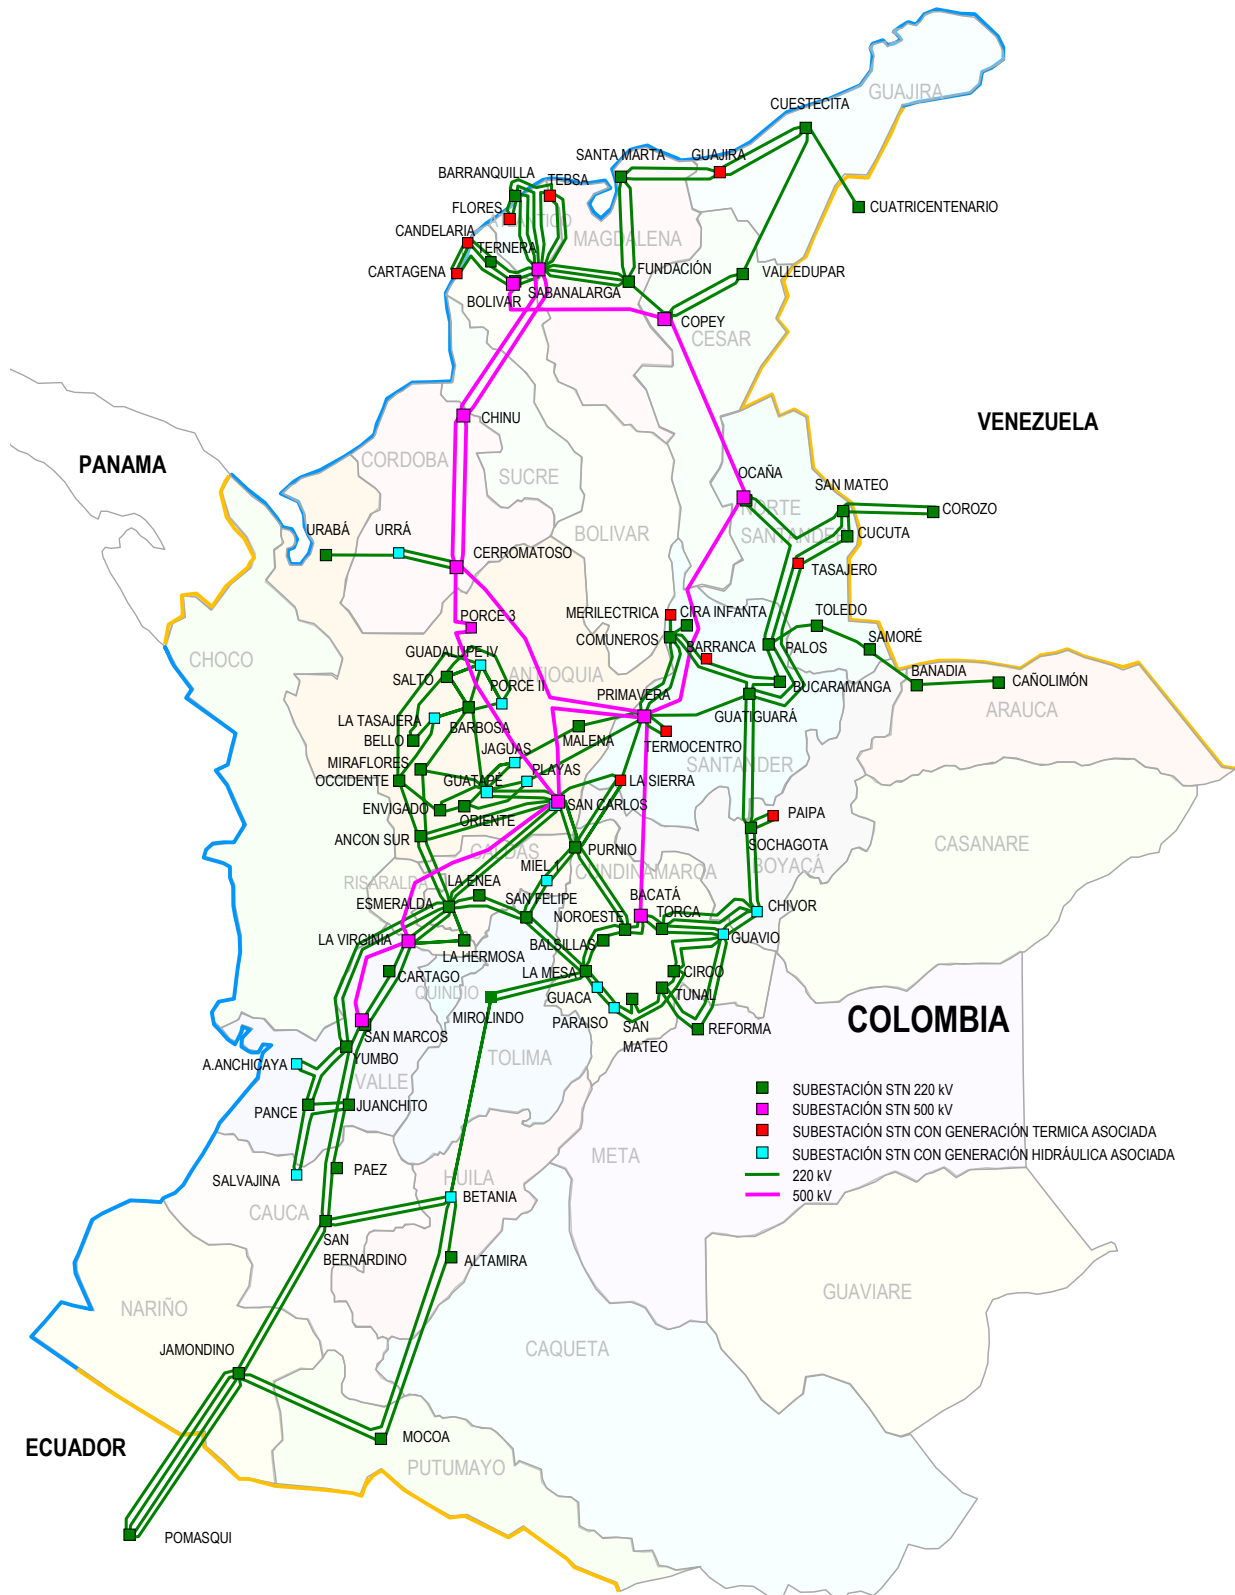 GUAJIRA
CUESTECITA
SANTA MARTA
GUAJIRA
BARRANQUILLA
TEBSA
CUATRICENTENARIO
FLORES
ATLANTICO
CANDELARIA
MAGDALENA
TERNERA
CARTAGENA
FUNDACIÓN
VALLEDUPAR
SABANALARGA
BOLIVAR
COPEY
CESAR
CHINU
VENEZUELA
PANAMA
CORDOBA
SUCRE
OCAÑA
SAN MATEO
NORTE
SANTANDER
COROZO
URABÁ
URRÁ
BOLIVAR
CUCUTA
CERROMATOSO
TASAJERO
MERILECTRICA
CIRA INFANTA
TOLEDO
PORCE 3
COMUNEROS
SAMORÉ
GUADALUPE IV
BARRANCA
PALOS
CHOCO
SALTO
ANTIOQUIA
BANADIA
CAÑOLIMÓN
PORCE II
PRIMAVERA
BUCARAMANGA
ARAUCA
LA TASAJERA
BARBOSA
GUATIGUARÁ
BELLO
JAGUAS
MALENA
TERMOCENTRO
MIRAFLORES
SANTANDER
OCCIDENTE
GUATAPÉ
PLAYAS
LA SIERRA
ENVIGADO
SAN CARLOS
PAIPA
ORIENTE
ANCON SUR
SOCHAGOTA
CASANARE
CALDAS
PURNIO
BOYACÁ
MIEL 1
CUNDINAMARCA
RISARALDA
LA ENEA
ESMERALDA
SAN FELIPE
BACATÁ
CHIVOR
NOROESTE
TORCA
LA VIRGINIA
BALSILLAS
GUAVIO
LA HERMOSA
LA MESA
CIRCO
CARTAGO
QUINDIO
GUACA
TUNAL
MIROLINDO
PARAISO
SAN
MATEO
REFORMA
COLOMBIA
SAN MARCOS
YUMBO
TOLIMA
A.ANCHICAYA
VALLE
PANCE
JUANCHITO
SUBESTACIÓN STN 220 kV
SUBESTACIÓN STN 500 kV
SUBESTACIÓN STN CON GENERACIÓN TERMICA ASOCIADA
SUBESTACIÓN STN CON GENERACIÓN HIDRÁULICA ASOCIADA
220 kV
500 kV
META
PAEZ
HUILA
SALVAJINA
BETANIA
CAUCA
SAN
BERNARDINO
ALTAMIRA
GUAVIARE
NARIÑO
JAMONDINO
CAQUETA
ECUADOR
MOCOA
PUTUMAYO
POMASQUI